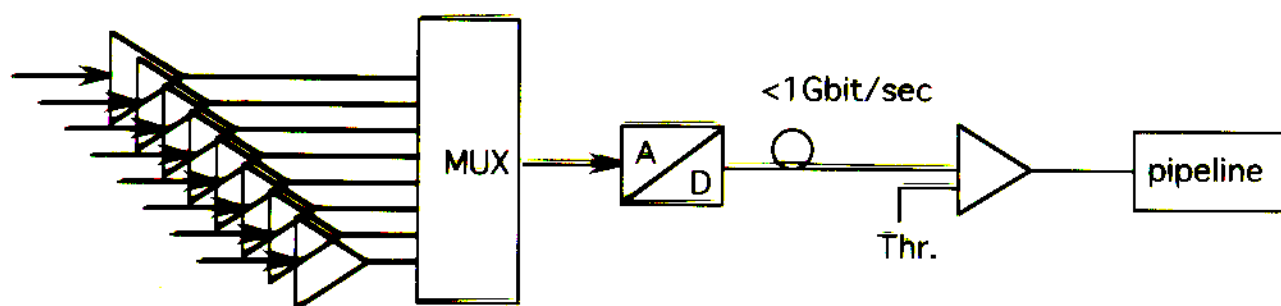 <1Gbit/sec
MUX
A
D
pipeline
Thr.